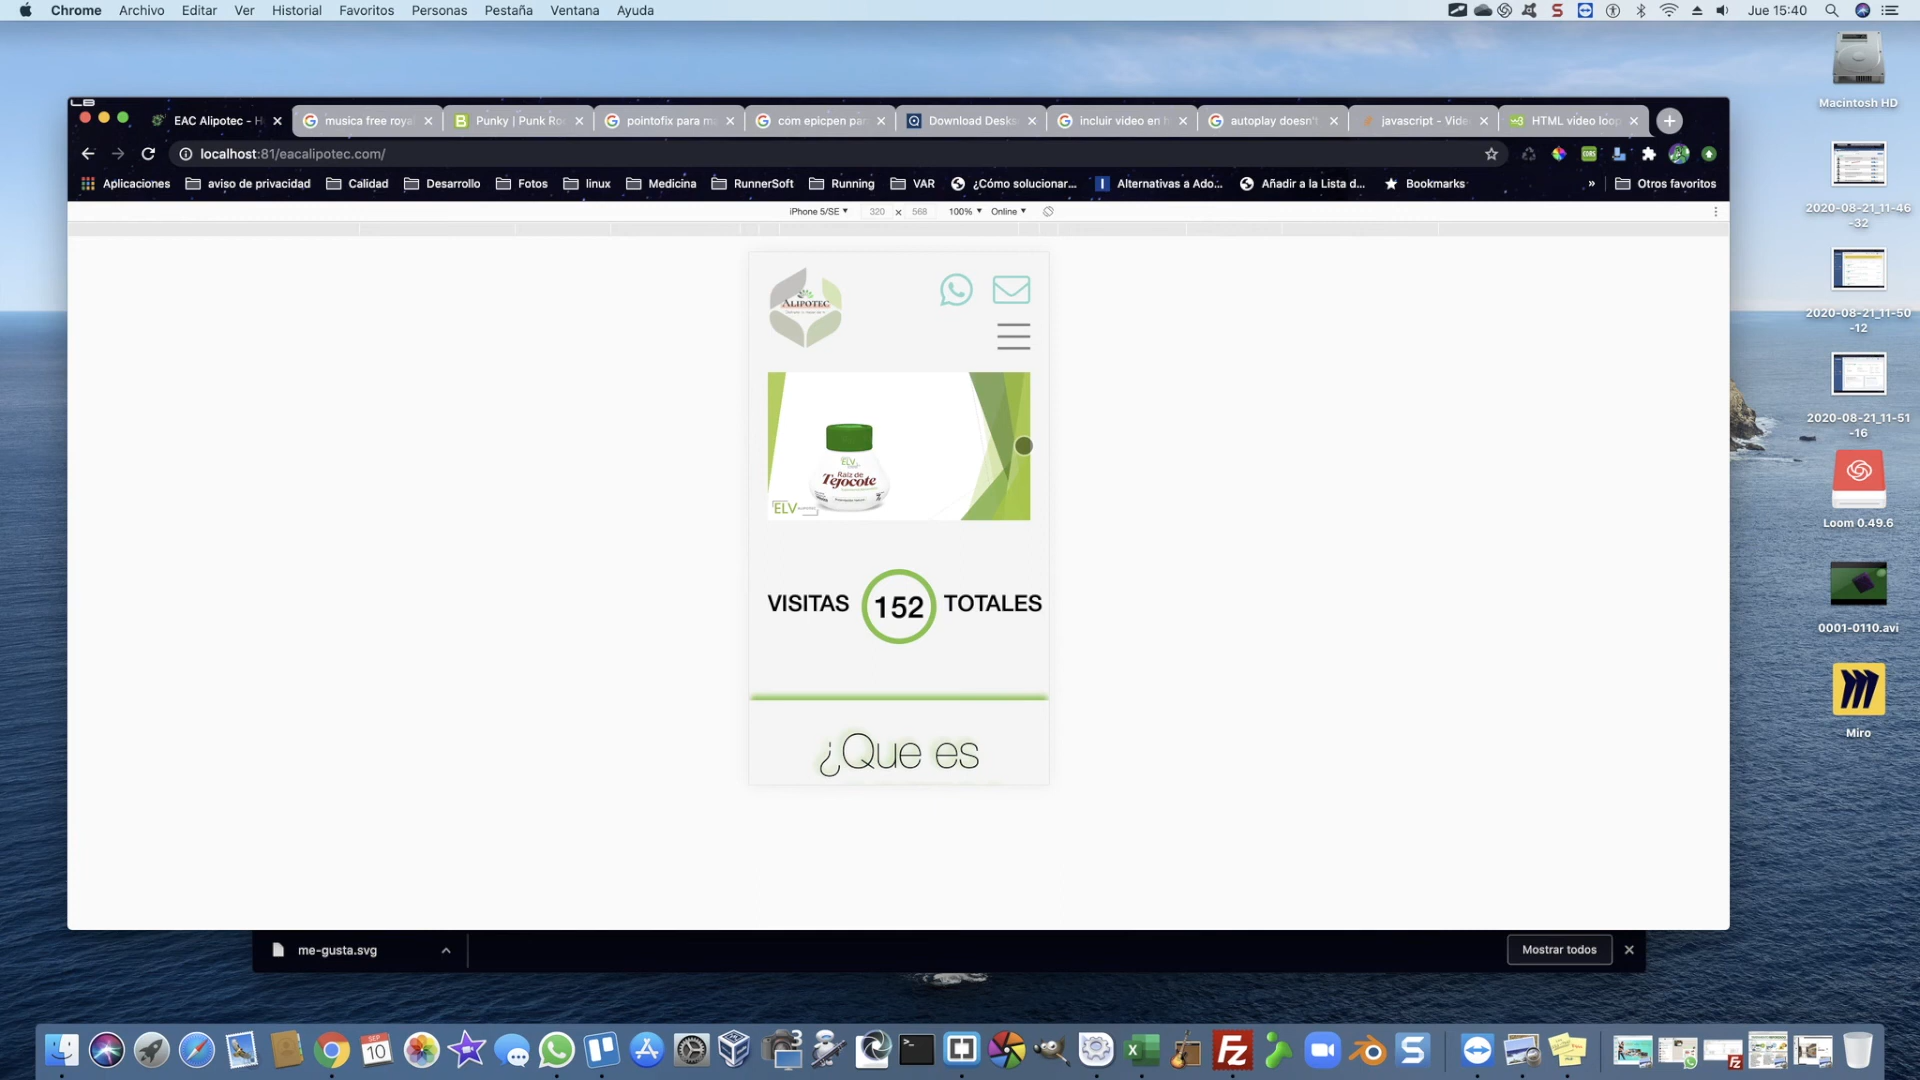 Chrome Archivo Editar Ver Historial Favoritos Personas Pestaña Ventana Ayuda
Jue 15:40
EAC Alipotec - H
musica free roya
Punky | Punk Ro
pointofix para ma
com epicpen par
Download Desks
incluir video en h
autoplay doesn't
javascript - Vide
HTML video loop
localhost:81/eacalipotec.com/
Aplicaciones aviso de privacidad Calidad Desarrollo Fotos linux Medicina RunnerSoft Running VAR ¿Cómo solucionar... Alternativas a Ado... Añadir a la Lista d... Bookmarks » Otros favoritos
iPhone 5/SE 320 x 568 100% Online
ALIPOTEC
ELV
Raíz de
Tejocote
ELV
VISITAS 152 TOTALES
¿Que es
Macintosh HD
2020-08-21_11-46
-32
2020-08-21_11-50
-12
2020-08-21_11-51
-16
Loom 0.49.6
0001-0110.avi
Miro
me-gusta.svg
Mostrar todos
SEP
10